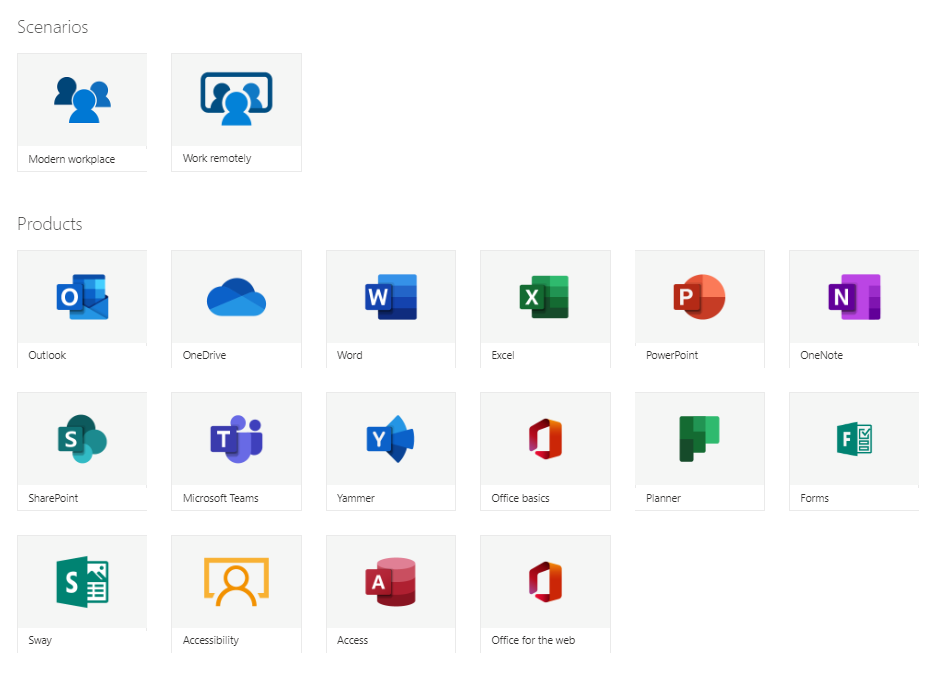 Scenarios
Modern workplace
Work remotely
Products
O
W
X
P
N
Outlook
OneDrive
Word
Excel
PowerPoint
OneNote
S
T
Y
F
SharePoint
Microsoft Teams
Yammer
Office basics
Planner
Forms
S
A
Sway
Accessibility
Access
Office for the web